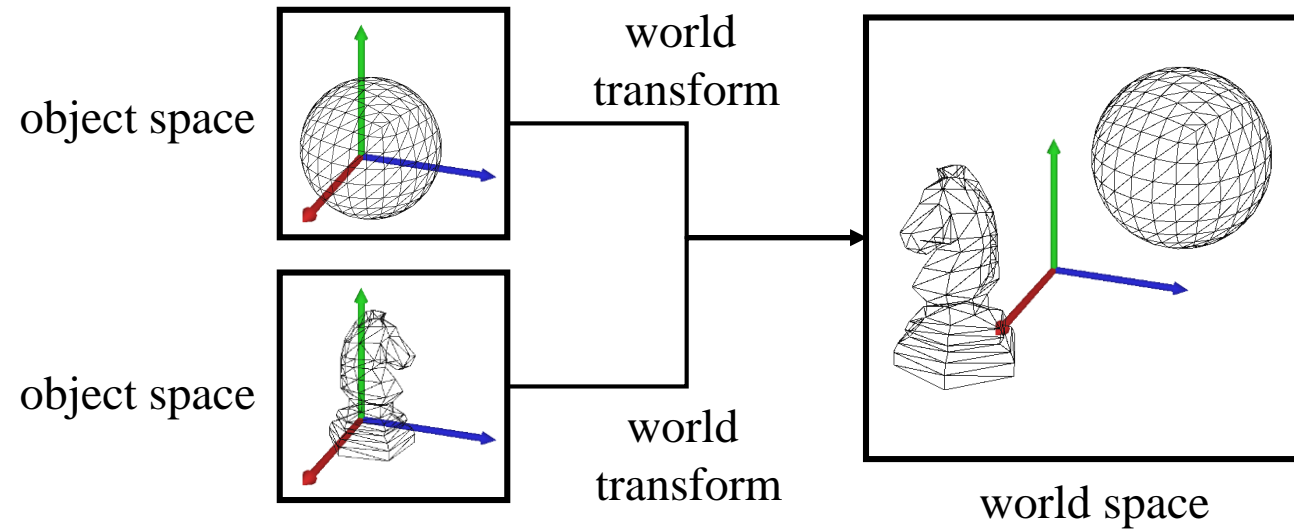 object space
world
transform
object space
world
transform
world space